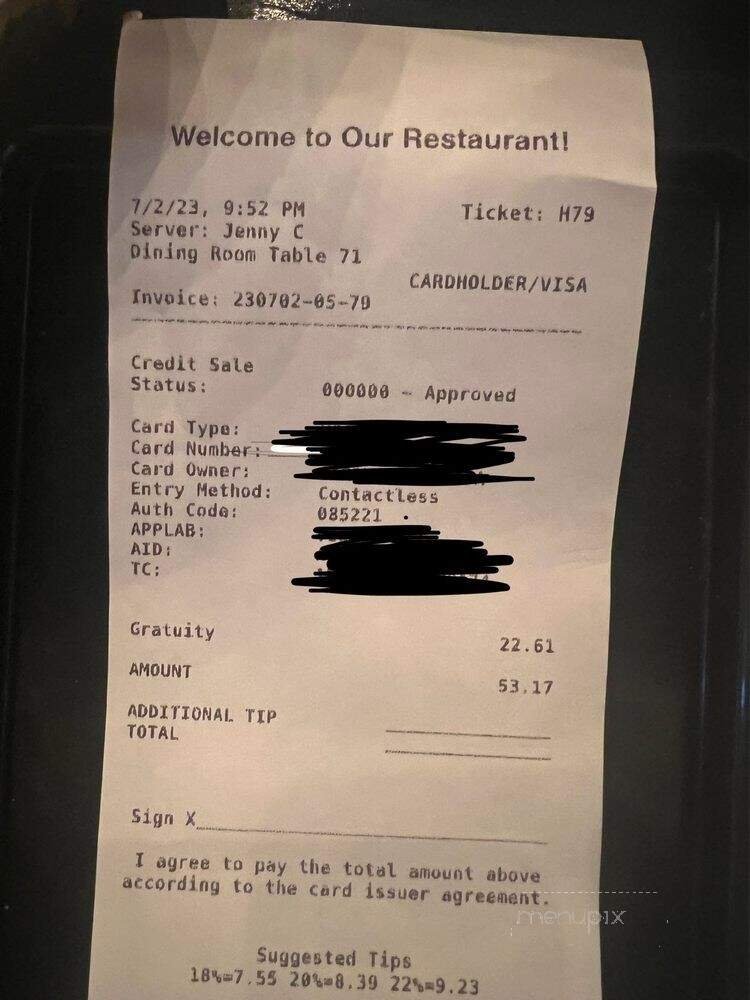 Welcome to Our Restaurant!
7/2/23, 9:52 PM Ticket: H79
Server: Jenny C
Dining Room Table 71
CARDHOLDER/VISA
Invoice: 230702-05-79
Credit Sale
Status: 000000 - Approved
Card Type:
Card Number:
Card Owner:
Entry Method: Contactless
Auth Code: 085221
APPLAB:
AID:
TC:
Gratuity 22.61
AMOUNT 53.17
ADDITIONAL TIP
TOTAL
Sign X
I agree to pay the total amount above
according to the card issuer agreement.
menupix
Suggested Tips
18%=7.55 20%=8.39 22%=9.23